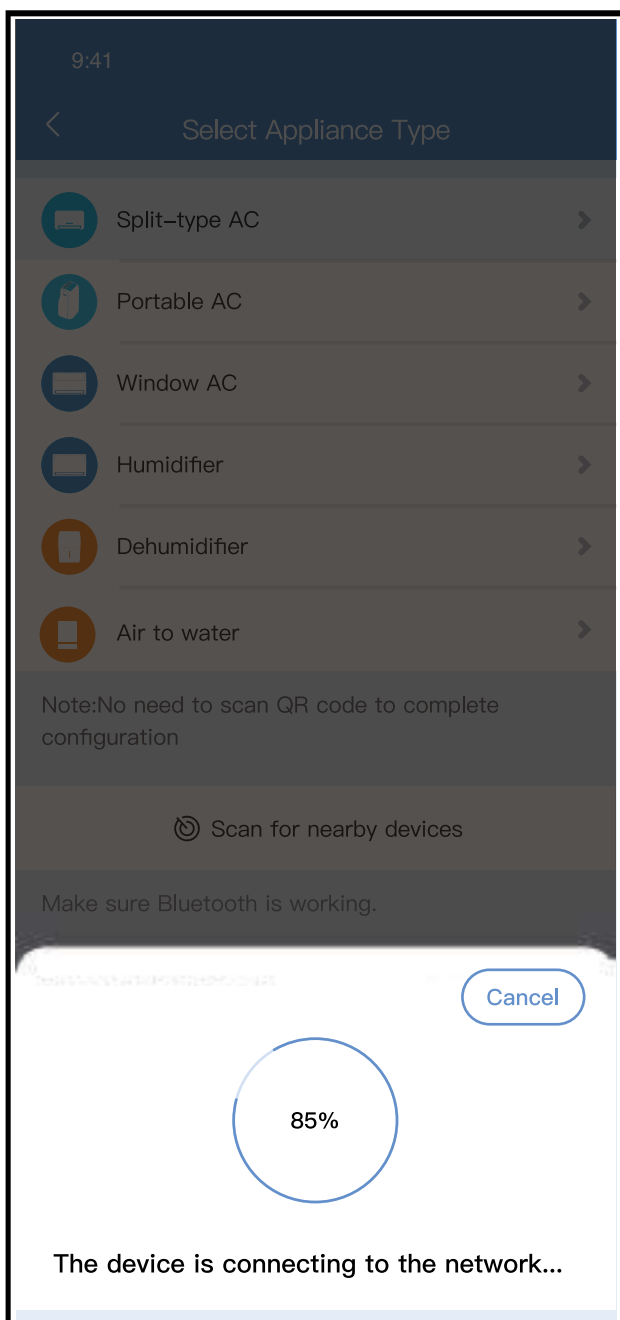 9:41
Select Appliance Type
Split-type AC
Portable AC
Window AC
Humidifier
Dehumidifier
Air to water
Note:No need to scan QR code to complete
configuration
Scan for nearby devices
Make sure Bluetooth is working.
Cancel
85%
The device is connecting to the network...